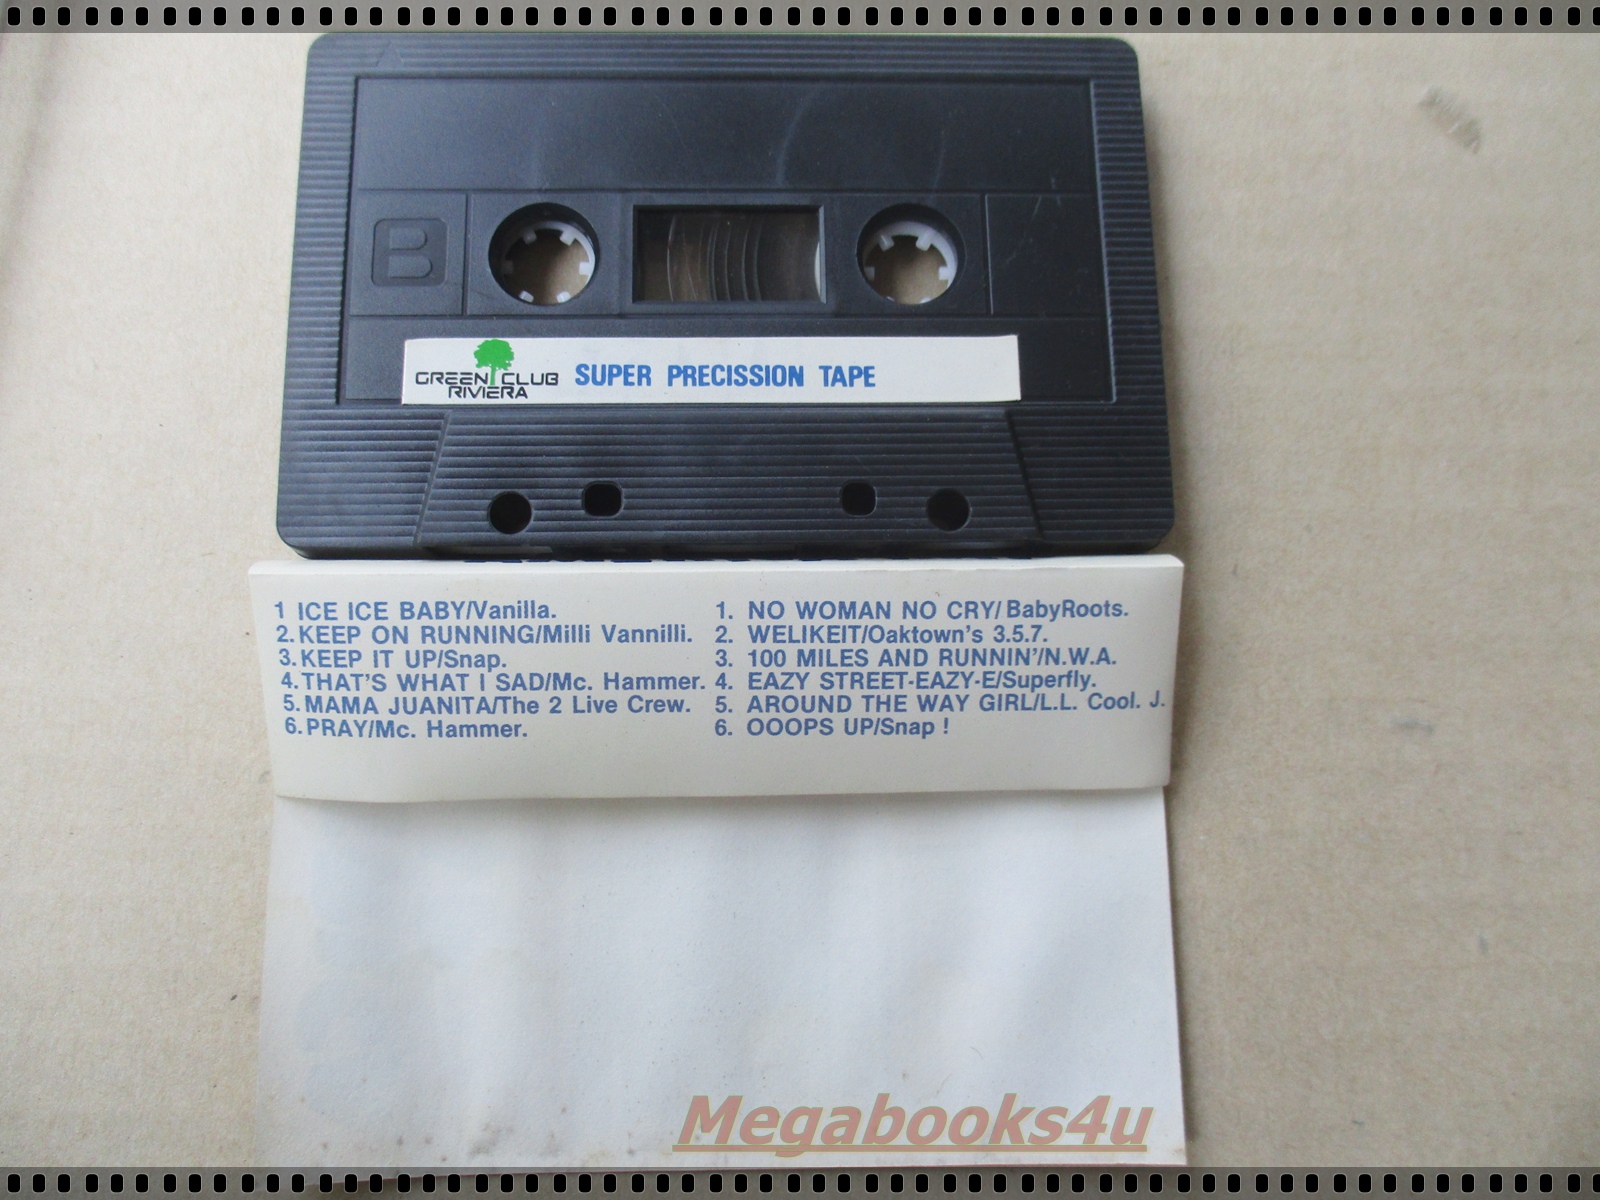 B
GREEN CLUB
RIVIERA
SUPER PRECISSION TAPE
1 ICE ICE BABY/Vanilla.
2. KEEP ON RUNNING/Milli Vannilli.
3. KEEP IT UP/Snap.
4. THAT'S WHAT I SAD/Mc. Hammer.
5. MAMA JUANITA/The 2 Live Crew.
6. PRAY/Mc. Hammer.
1. NO WOMAN NO CRY/BabyRoots.
2. WELIKEIT/Oaktown's 3.5.7.
3. 100 MILES AND RUNNIN'/N.W.A.
4. EAZY STREET-EAZY-E/Superfly.
5. AROUND THE WAY GIRL/L.L. Cool. J.
6. OOOPS UP/Snap !
Megabooks4u